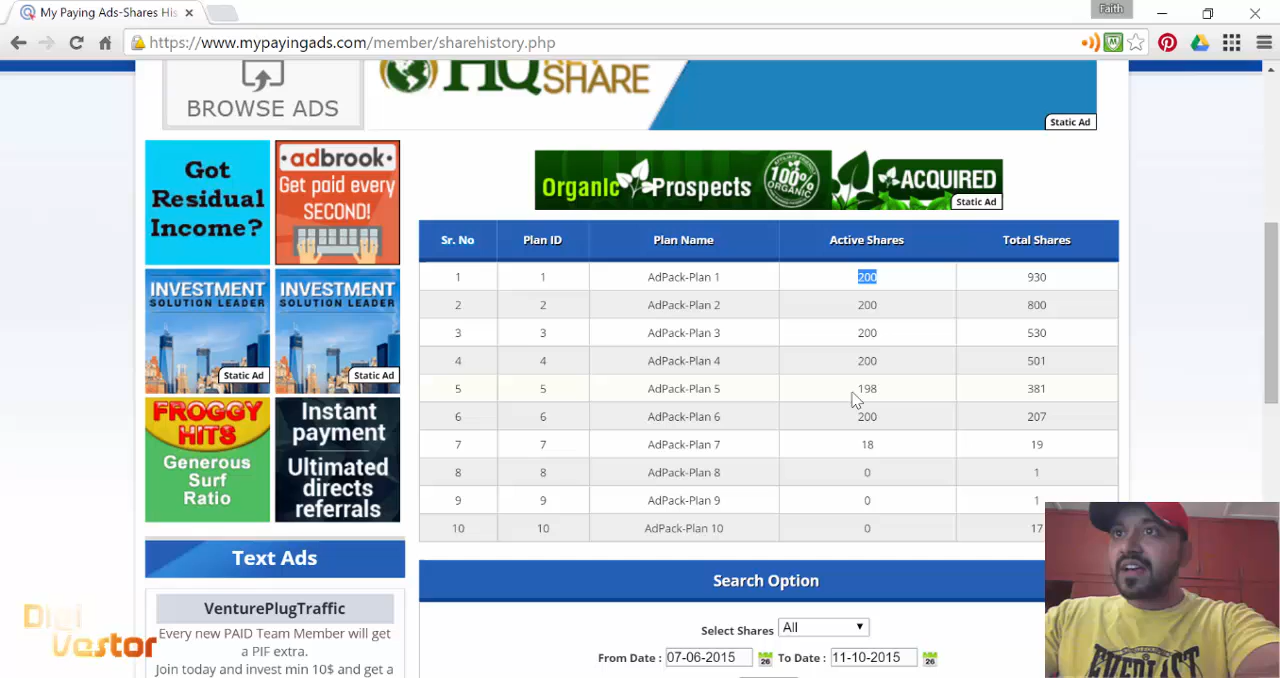 My Paying Ads-Shares His
Faith
https://www.mypayingads.com/member/sharehistory.php
BROWSE ADS
HQ
SHARE
Static Ad
Got
Residual
Income?
adbrook
Get paid every
SECOND!
Organic Prospects
100%
ORGANIC
ACQUIRED
Static Ad
Sr. No Plan ID Plan Name Active Shares Total Shares
1 1 AdPack-Plan 1 200 930
2 2 AdPack-Plan 2 200 800
3 3 AdPack-Plan 3 200 530
4 4 AdPack-Plan 4 200 501
5 5 AdPack-Plan 5 198 381
6 6 AdPack-Plan 6 200 207
7 7 AdPack-Plan 7 18 19
8 8 AdPack-Plan 8 0 1
9 9 AdPack-Plan 9 0 1
10 10 AdPack-Plan 10 0 17
INVESTMENT
SOLUTION LEADER
Static Ad
INVESTMENT
SOLUTION LEADER
Static Ad
FROGGY
HITS
Generous
Surf
Ratio
Instant
payment
Ultimated
directs
referrals
Text Ads
VenturePlugTraffic
Every new PAID Team Member will get
a PIF extra.
Join today and invest min 10$ and get a
Search Option
Select Shares All
From Date : 07-06-2015 26 To Date : 11-10-2015 26
Digi
Vestor
EVERLAST